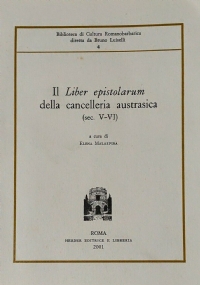 Biblioteca di Cultura Romanobarbarica
diretta da Bruno Luiselli
6
Il Liber epistolarum
della cancelleria austrasica
(sec. V-VI)
a cura di
Elena Malaspina
ROMA
HERDER EDITRICE E LIBRERIA
2001